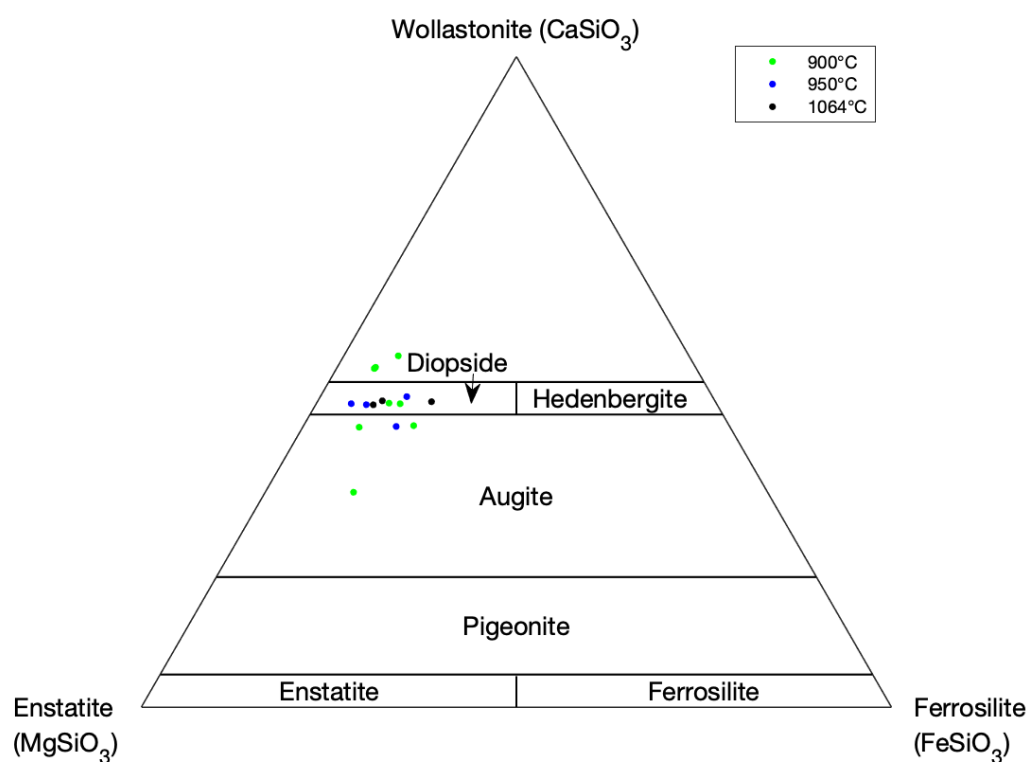 Wollastonite (CaSiO₃)
900°C
950°C
1064°C
Diopside
Hedenbergite
Augite
Pigeonite
Enstatite
Ferrosilite
Enstatite
(MgSiO₃)
Ferrosilite
(FeSiO₃)